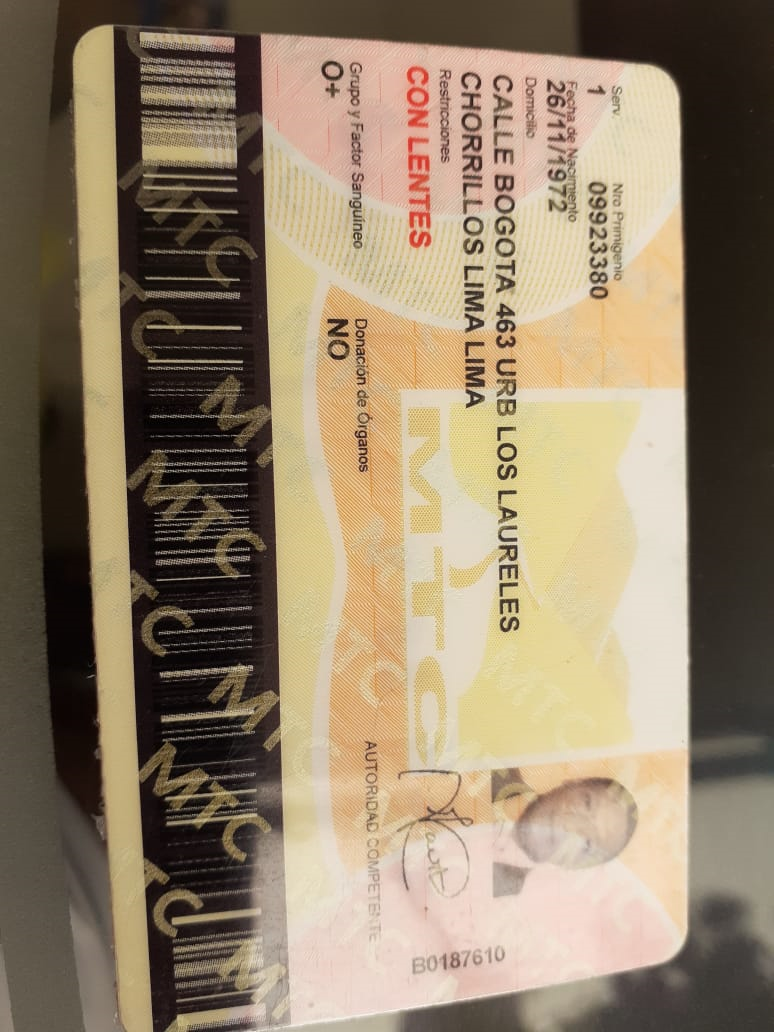 Serv. Nro Primigenio
1 09923380
Fecha de Nacimiento
26/11/1972
Domicilio
CALLE BOGOTA 463 URB LOS LAURELES
CHORRILLOS LIMA LIMA
Restricciones
CON LENTES
Grupo y Factor Sanguíneo Donación de Órganos
O+ NO
MTC
AUTORIDAD COMPETENTE
B0187610
MTC MTC MTC MTC MTC